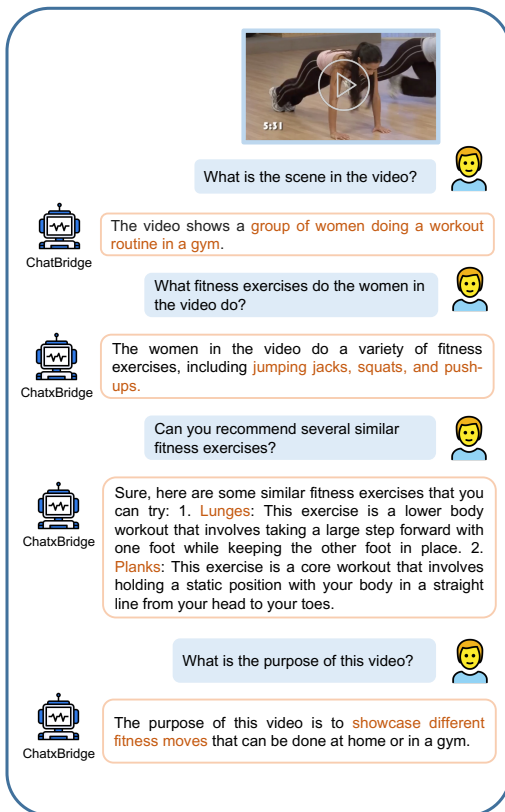 5:31
What is the scene in the video?
The video shows a group of women doing a workout
routine in a gym.
ChatBridge
What fitness exercises do the women in
the video do?
The women in the video do a variety of fitness
exercises, including jumping jacks, squats, and push-
ups.
ChatxBridge
Can you recommend several similar
fitness exercises?
Sure, here are some similar fitness exercises that you
can try: 1. Lunges: This exercise is a lower body
workout that involves taking a large step forward with
one foot while keeping the other foot in place. 2.
Planks: This exercise is a core workout that involves
holding a static position with your body in a straight
line from your head to your toes.
ChatxBridge
What is the purpose of this video?
The purpose of this video is to showcase different
fitness moves that can be done at home or in a gym.
ChatxBridge